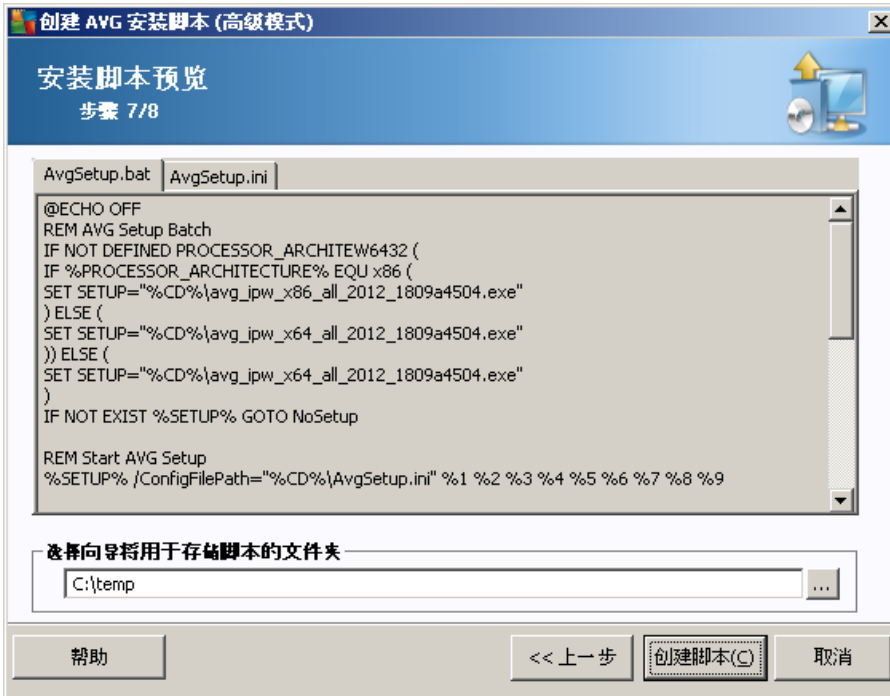 创建 AVG 安装脚本 (高级模式)
安装脚本预览
步骤 7/8
AvgSetup.bat
AvgSetup.ini
@ECHO OFF
REM AVG Setup Batch
IF NOT DEFINED PROCESSOR_ARCHITEW6432 (
IF %PROCESSOR_ARCHITECTURE% EQU x86 (
SET SETUP="%CD%\avg_ipw_x86_all_2012_1809a4504.exe"
) ELSE (
SET SETUP="%CD%\avg_ipw_x64_all_2012_1809a4504.exe"
)) ELSE (
SET SETUP="%CD%\avg_ipw_x64_all_2012_1809a4504.exe"
)
IF NOT EXIST %SETUP% GOTO NoSetup
REM Start AVG Setup
%SETUP% /ConfigFilePath="%CD%\AvgSetup.ini" %1 %2 %3 %4 %5 %6 %7 %8 %9
选择向导将用于存储脚本的文件夹
C:\temp
...
帮助
<< 上一步
创建脚本(C)
取消